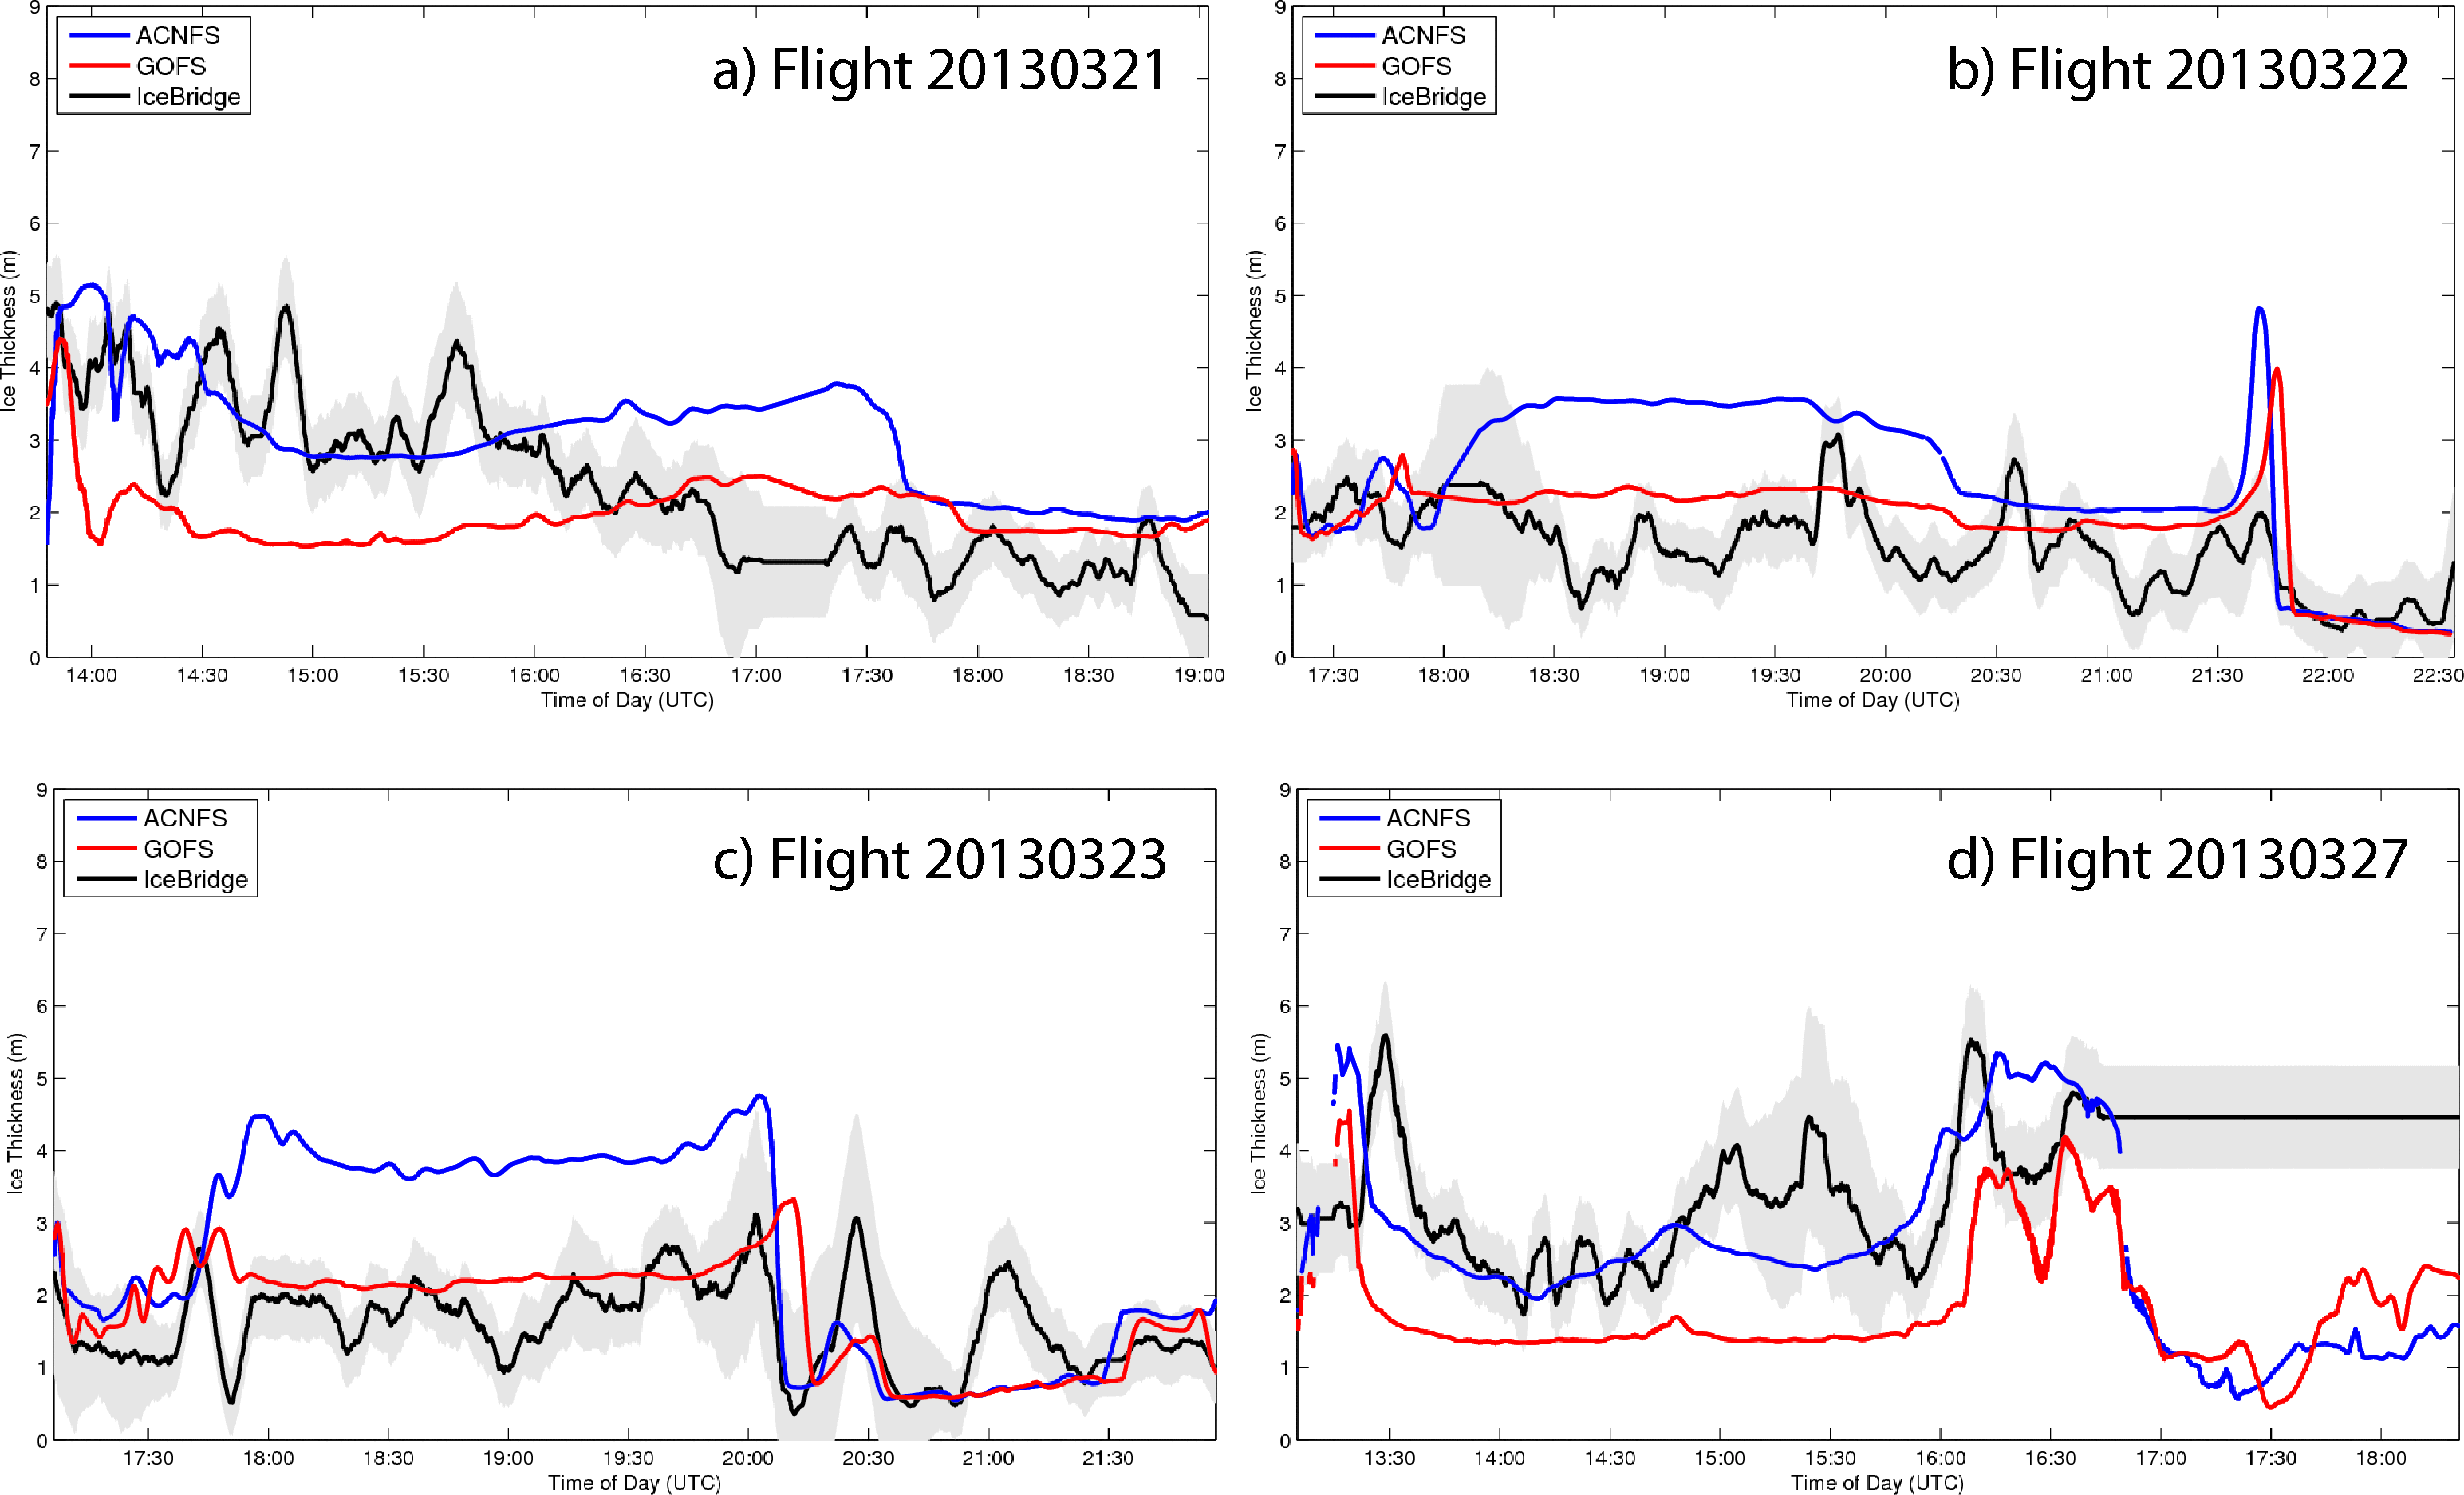 ACNFS
GOFS
IceBridge
a) Flight 20130321
9
8
7
6
5
4
3
2
1
0
Ice Thickness (m)
14:00 14:30 15:00 15:30 16:00 16:30 17:00 17:30 18:00 18:30 19:00
Time of Day (UTC)
ACNFS
GOFS
IceBridge
b) Flight 20130322
9
8
7
6
5
4
3
2
1
0
Ice Thickness (m)
17:30 18:00 18:30 19:00 19:30 20:00 20:30 21:00 21:30 22:00 22:30
Time of Day (UTC)
ACNFS
GOFS
IceBridge
c) Flight 20130323
9
8
7
6
5
4
3
2
1
0
Ice Thickness (m)
17:30 18:00 18:30 19:00 19:30 20:00 20:30 21:00 21:30
Time of Day (UTC)
ACNFS
GOFS
IceBridge
d) Flight 20130327
9
8
7
6
5
4
3
2
1
0
Ice Thickness (m)
13:30 14:00 14:30 15:00 15:30 16:00 16:30 17:00 17:30 18:00
Time of Day (UTC)